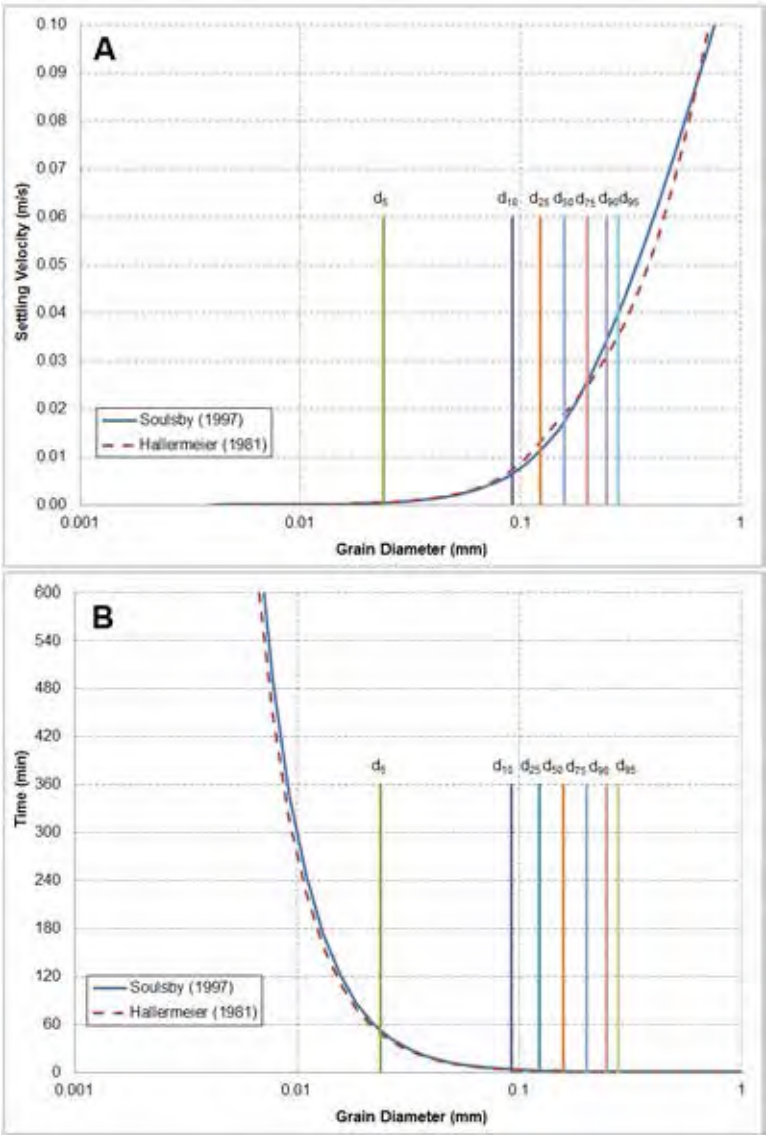 A
0.10
0.09
0.08
0.07
0.06
0.05
0.04
0.03
0.02
0.01
0.00
Settling Velocity (m/s)
d5 d10 d25 d50 d75 d90 d95
Soulsby (1997)
Hallermeier (1981)
0.001 0.01 0.1 1
Grain Diameter (mm)
B
600
540
480
420
360
300
240
180
120
60
0
Time (min)
d5 d10 d25 d50 d75 d90 d95
Soulsby (1997)
Hallermeier (1981)
0.001 0.01 0.1 1
Grain Diameter (mm)